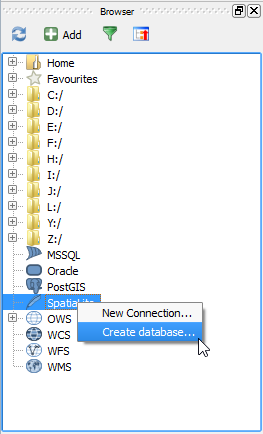 Browser
Add
Home
Favourites
C:/
D:/
E:/
F:/
H:/
I:/
J:/
L:/
Y:/
Z:/
MSSQL
Oracle
PostGIS
SpatiaLite
New Connection...
OWS
Create database...
WCS
WFS
WMS